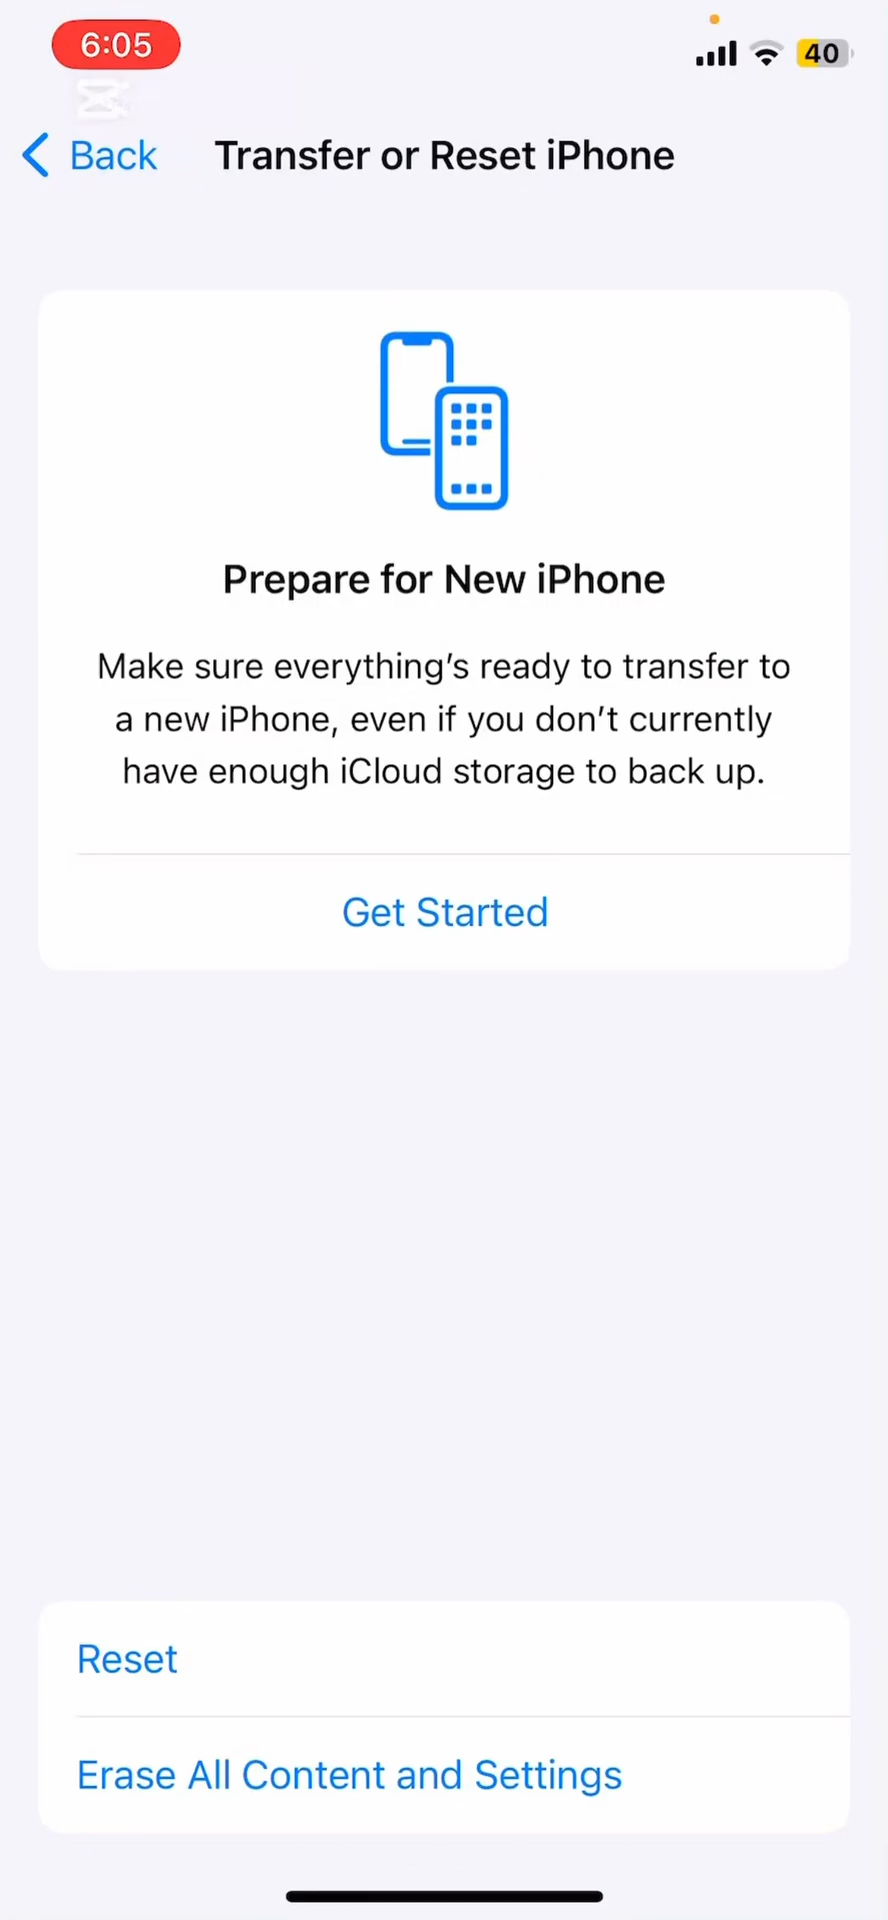 6:05
40
Back
Transfer or Reset iPhone
Prepare for New iPhone
Make sure everything’s ready to transfer to
a new iPhone, even if you don’t currently
have enough iCloud storage to back up.
Get Started
Reset
Erase All Content and Settings